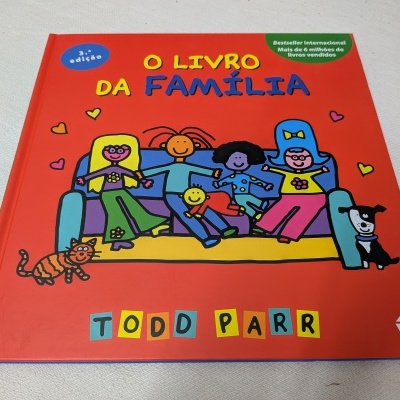 3.ª
edição
Bestseller internacional
Mais de 6 milhões de
livros vendidos
O LIVRO
DA FAMÍLIA
TODD PARR